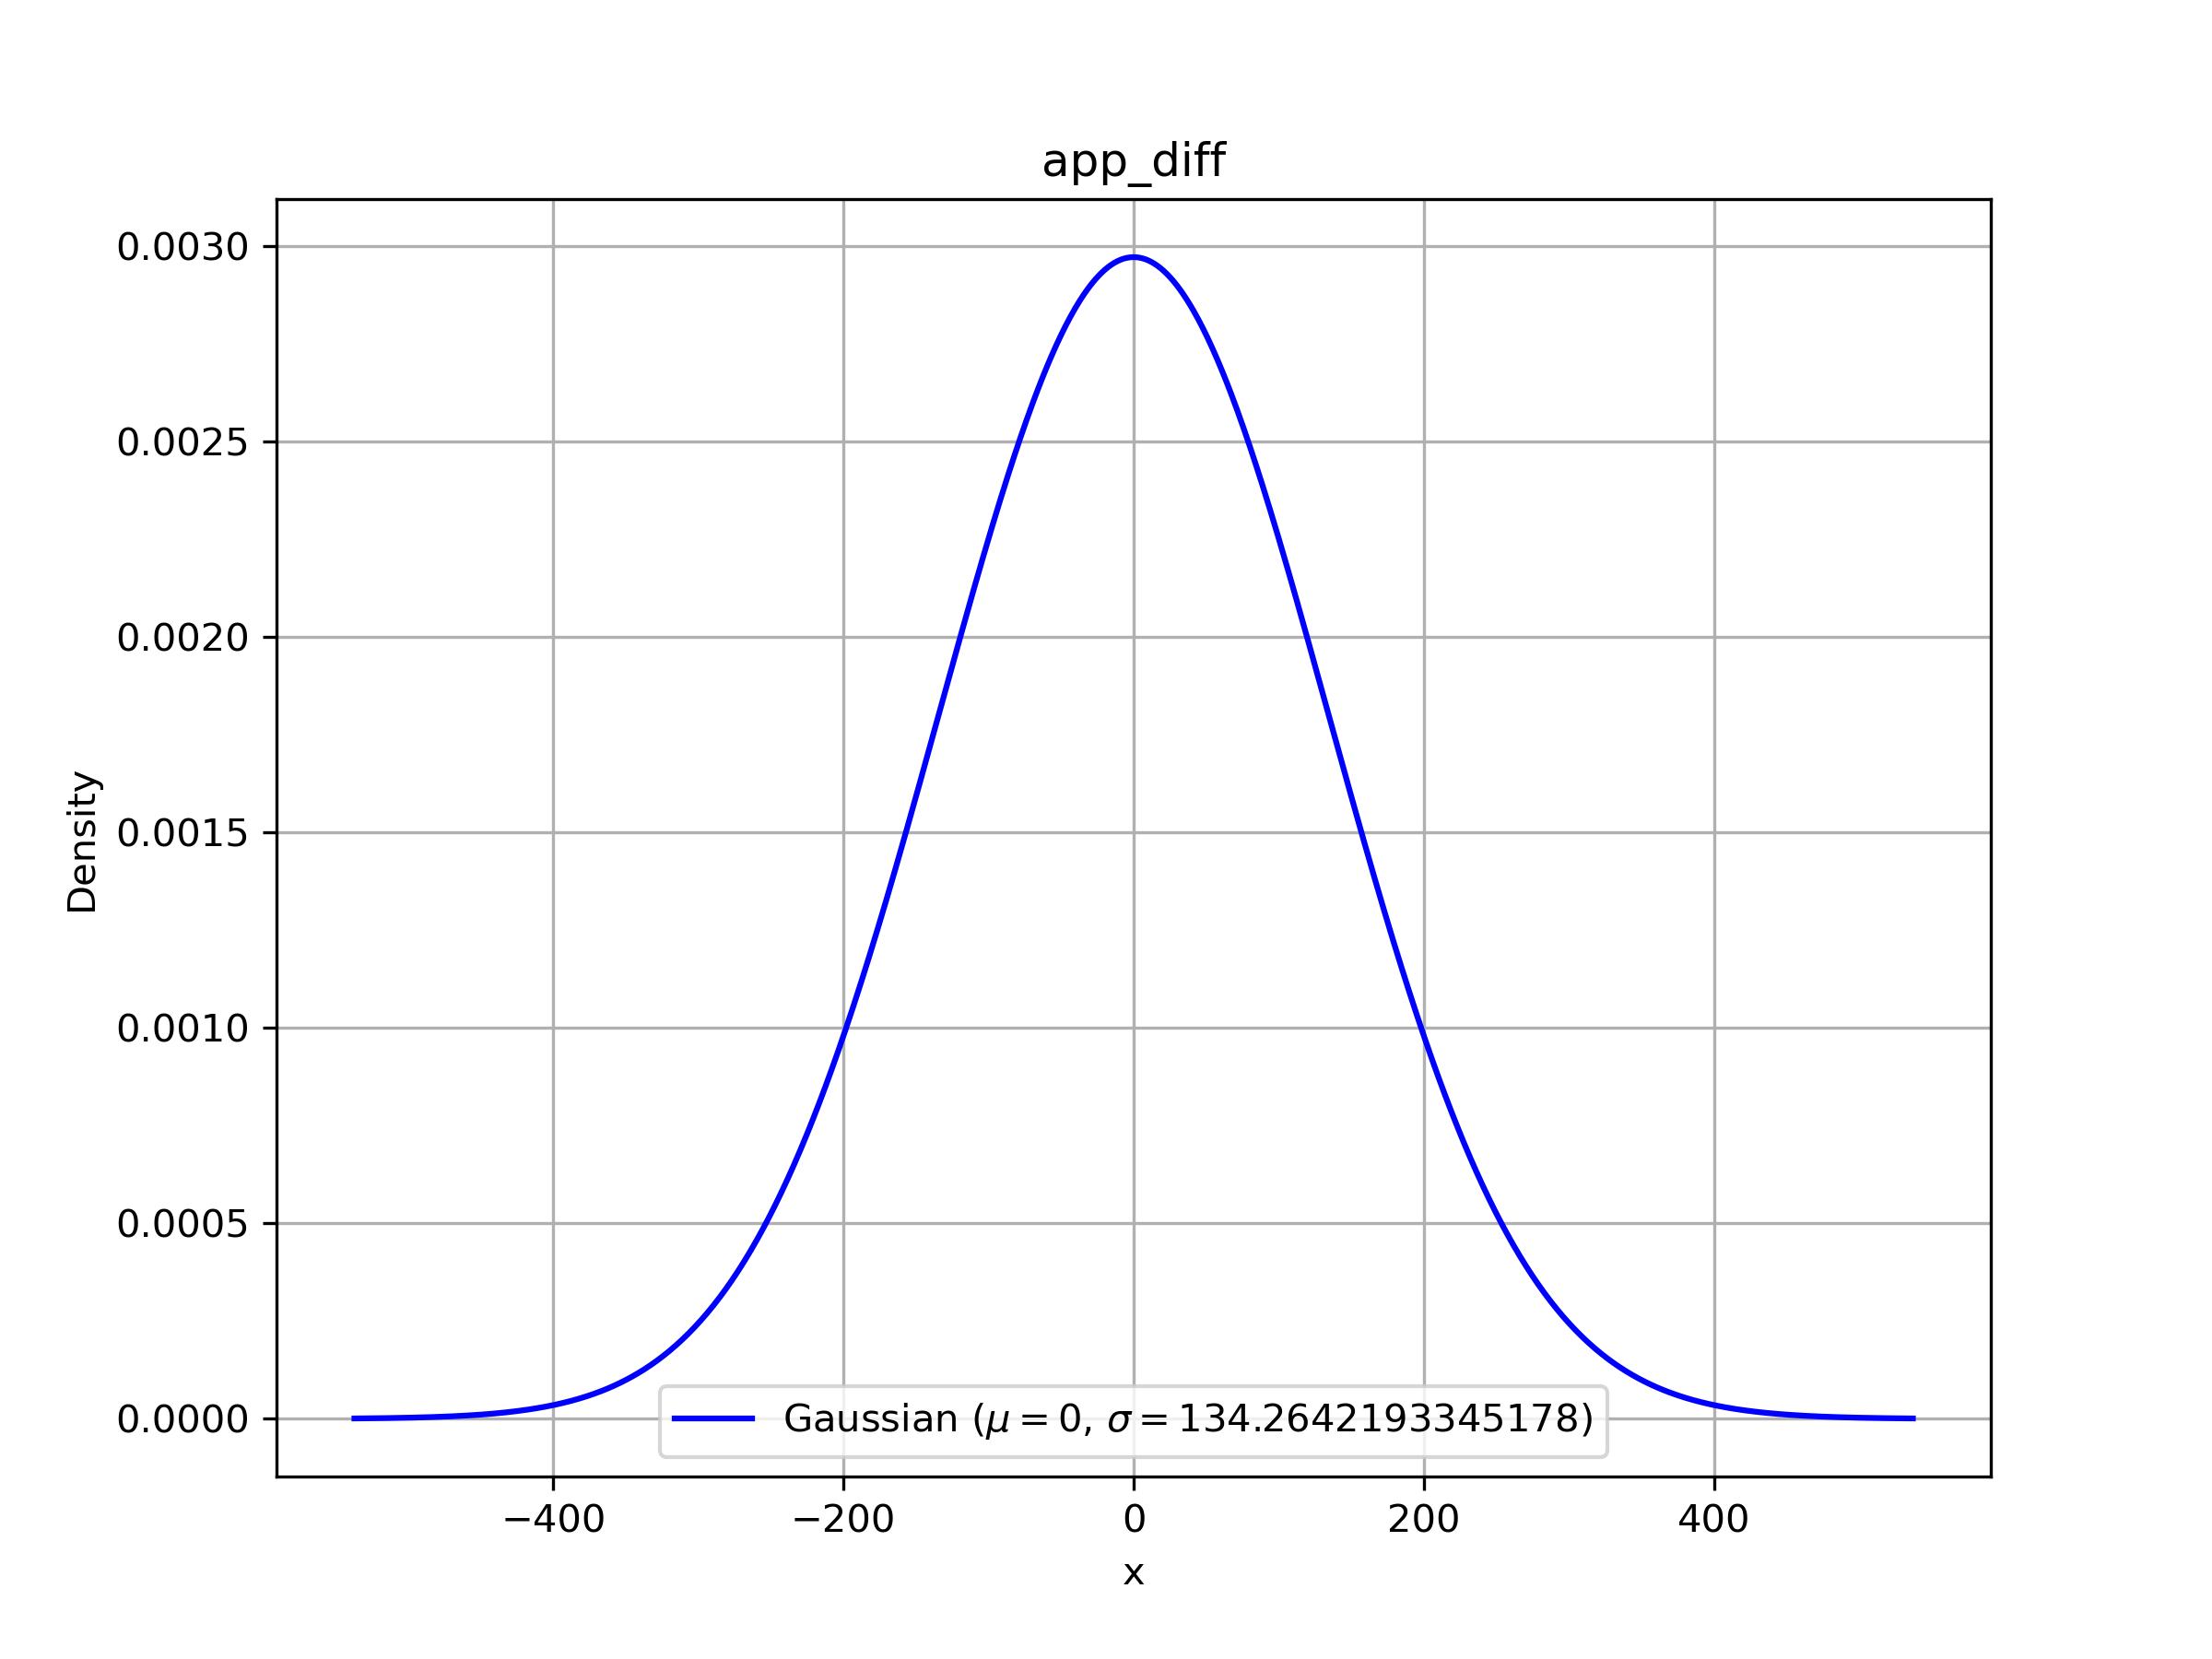 app_diff
0.0030
0.0025
0.0020
0.0015
0.0010
0.0005
0.0000
Density
Gaussian (μ = 0, σ = 134.2642193345178)
−400 −200 0 200 400
x